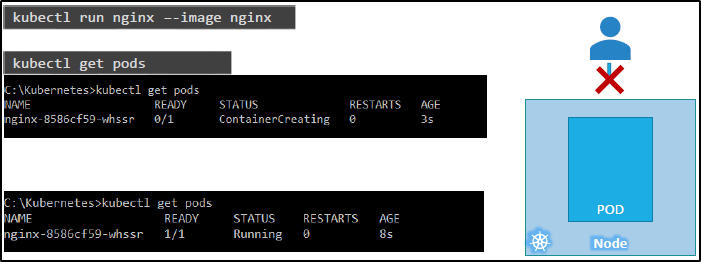 kubectl run nginx --image nginx
kubectl get pods
C:\Kubernetes>kubectl get pods
NAME READY STATUS RESTARTS AGE
nginx-8586cf59-whssr 0/1 ContainerCreating 0 3s
C:\Kubernetes>kubectl get pods
NAME READY STATUS RESTARTS AGE
nginx-8586cf59-whssr 1/1 Running 0 8s
POD
Node